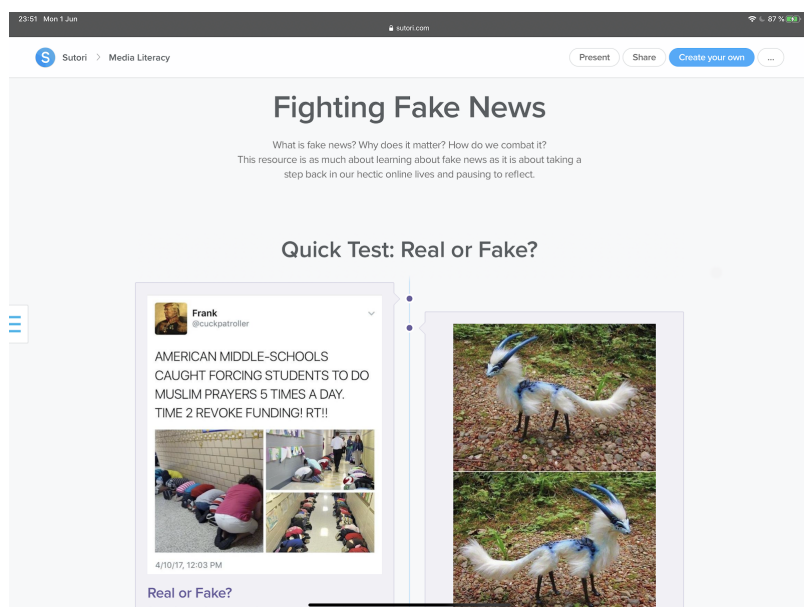 23:51 Mon 1 Jun
87 %
sutori.com
S Sutori > Media Literacy
Present Share Create your own ...
Fighting Fake News
What is fake news? Why does it matter? How do we combat it?
This resource is as much about learning about fake news as it is about taking a
step back in our hectic online lives and pausing to reflect.
Quick Test: Real or Fake?
Frank
@cuckpatroller
AMERICAN MIDDLE-SCHOOLS
CAUGHT FORCING STUDENTS TO DO
MUSLIM PRAYERS 5 TIMES A DAY.
TIME 2 REVOKE FUNDING! RT!!
4/10/17, 12:03 PM
Real or Fake?